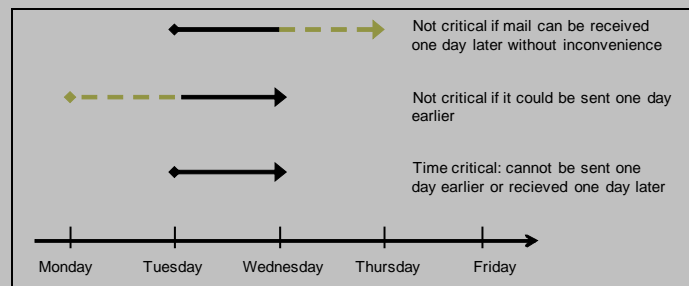 Not critical if mail can be received
one day later without inconvenience
Not critical if it could be sent one day
earlier
Time critical: cannot be sent one
day earlier or recieved one day later
Monday Tuesday Wednesday Thursday Friday